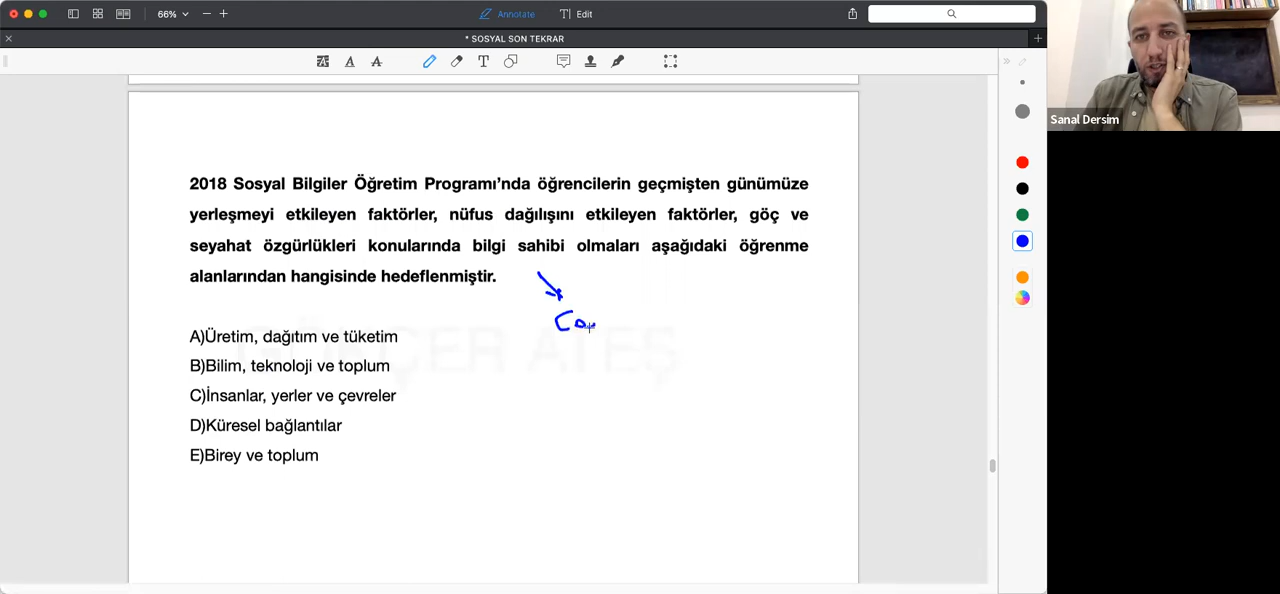 66%
Annotate
Edit
* SOSYAL SON TEKRAR
Sanal Dersim
2018 Sosyal Bilgiler Öğretim Programı'nda öğrencilerin geçmişten günümüze
yerleşmeyi etkileyen faktörler, nüfus dağılışını etkileyen faktörler, göç ve
seyahat özgürlükleri konularında bilgi sahibi olmaları aşağıdaki öğrenme
alanlarından hangisinde hedeflenmiştir.
A)Üretim, dağıtım ve tüketim
B)Bilim, teknoloji ve toplum
C)İnsanlar, yerler ve çevreler
D)Küresel bağlantılar
E)Birey ve toplum